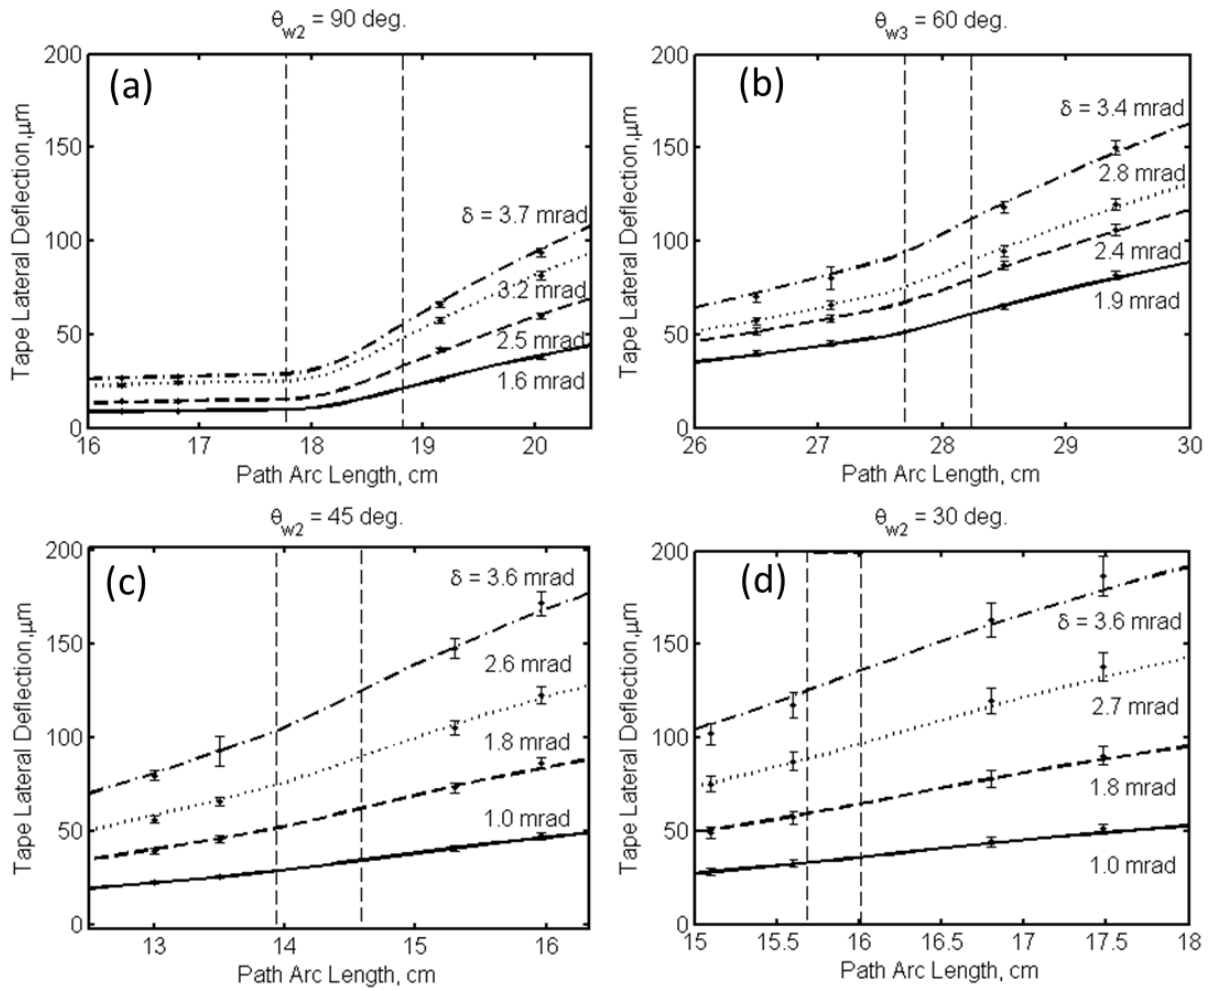 θw2 = 90 deg.
(a)
200
150
100
50
0
Tape Lateral Deflection,μm
δ = 3.7 mrad
3.2 mrad
2.5 mrad
1.6 mrad
16 17 18 19 20
Path Arc Length, cm
θw3 = 60 deg.
(b)
200
150
100
50
0
Tape Lateral Deflection,μm
δ = 3.4 mrad
2.8 mrad
2.4 mrad
1.9 mrad
26 27 28 29 30
Path Arc Length, cm
θw2 = 45 deg.
(c)
200
150
100
50
0
Tape Lateral Deflection,μm
δ = 3.6 mrad
2.6 mrad
1.8 mrad
1.0 mrad
13 14 15 16
Path Arc Length, cm
θw2 = 30 deg.
(d)
200
150
100
50
0
Tape Lateral Deflection,μm
δ = 3.6 mrad
2.7 mrad
1.8 mrad
1.0 mrad
15 15.5 16 16.5 17 17.5 18
Path Arc Length, cm